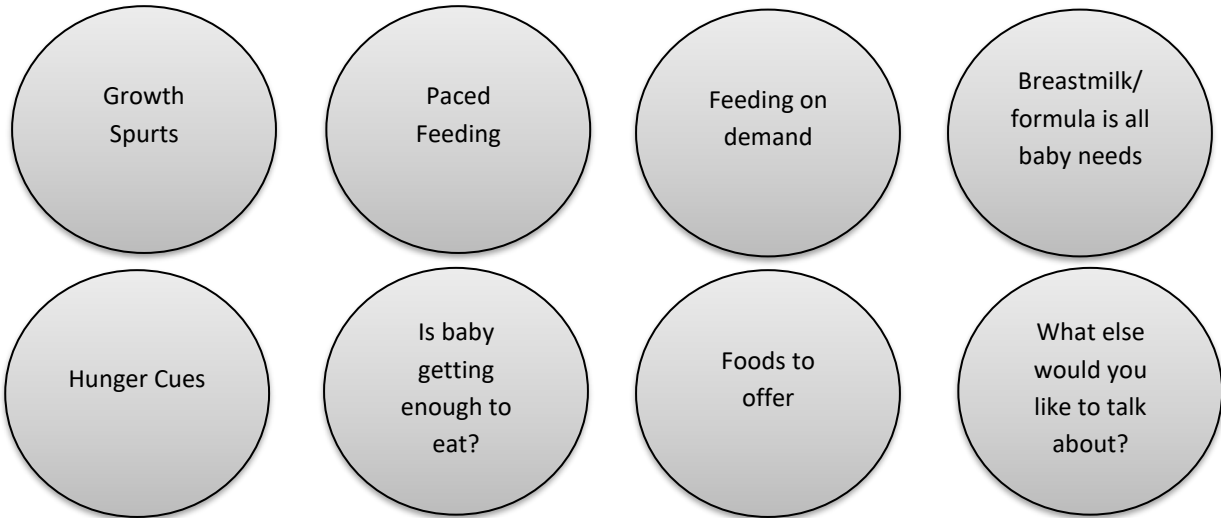 Growth
Spurts
Paced
Feeding
Feeding on
demand
Breastmilk/
formula is all
baby needs
Hunger Cues
Is baby
getting
enough to
eat?
Foods to
offer
What else
would you
like to talk
about?